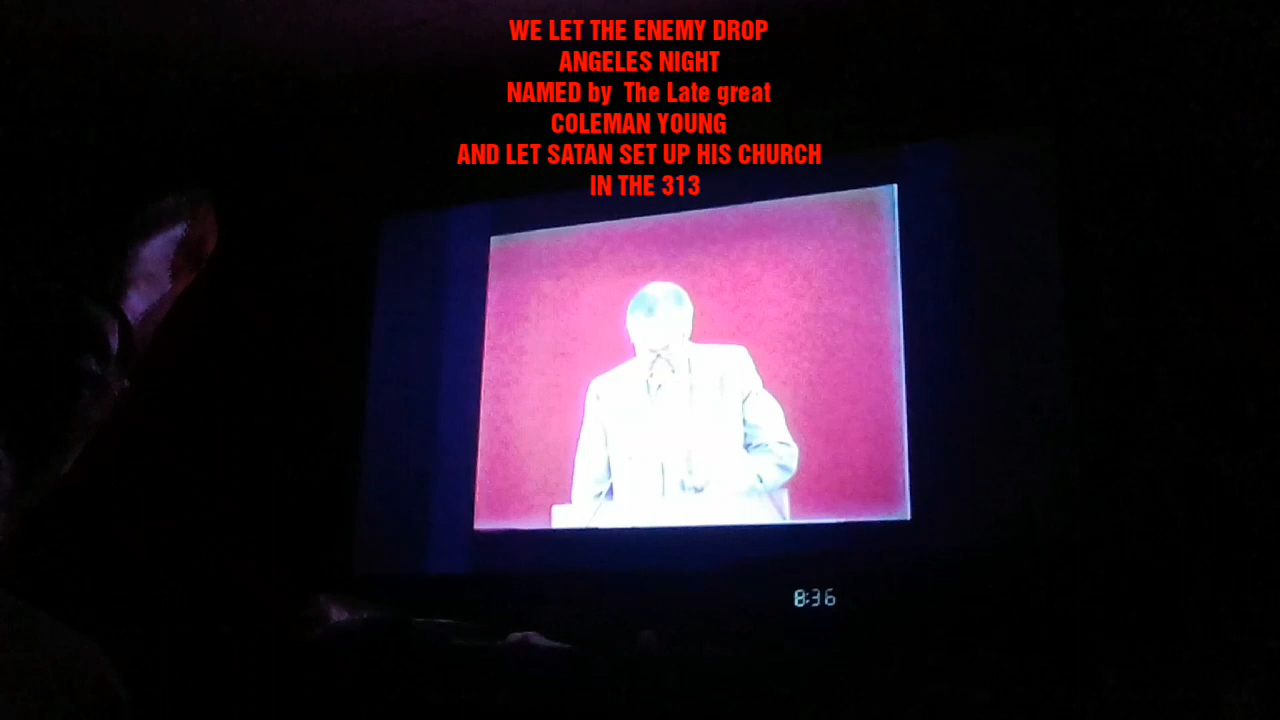 WE LET THE ENEMY DROP
ANGELES NIGHT
NAMED by The Late great
COLEMAN YOUNG
AND LET SATAN SET UP HIS CHURCH
IN THE 313
8:36